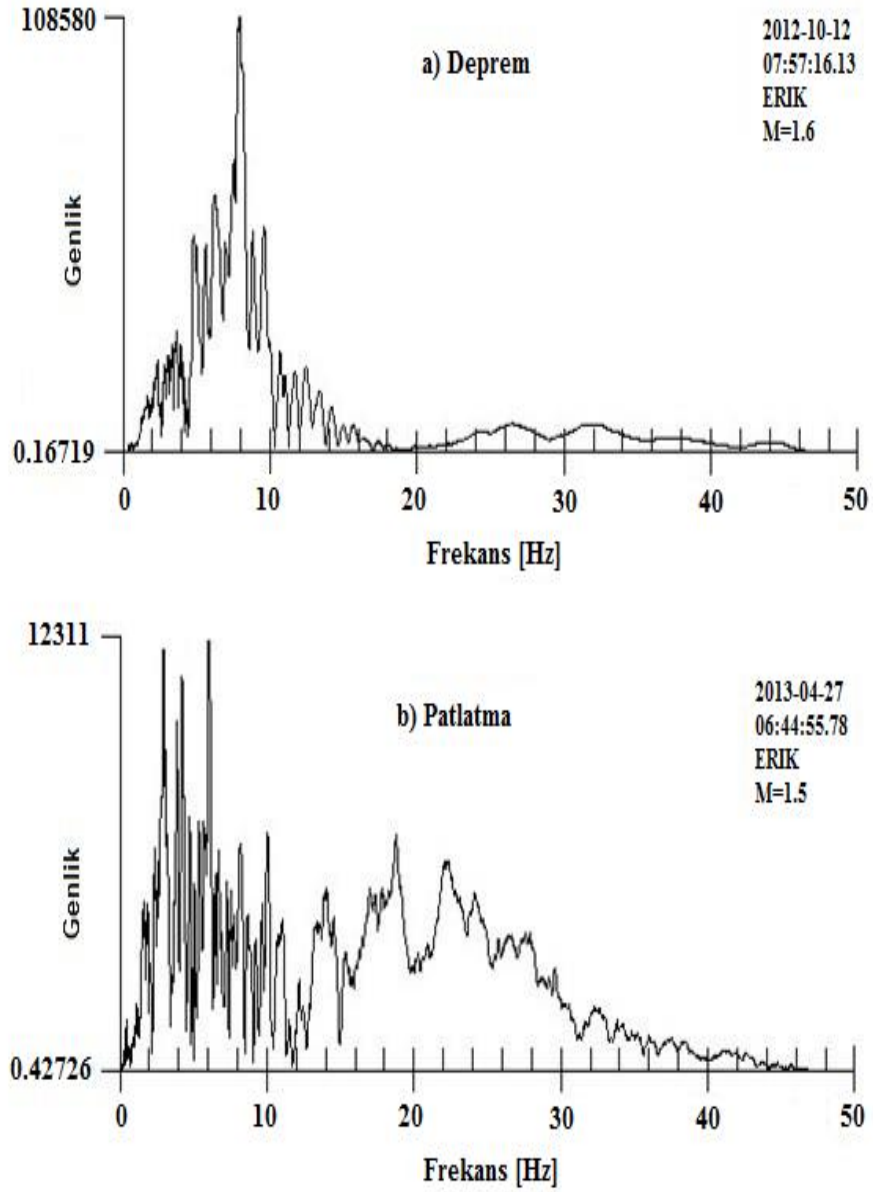 108580
a) Deprem
2012-10-12
07:57:16.13
ERIK
M=1.6
Genlik
0.16719
0 10 20 30 40 50
Frekans [Hz]
12311
b) Patlatma
2013-04-27
06:44:55.78
ERIK
M=1.5
Genlik
0.42726
0 10 20 30 40 50
Frekans [Hz]